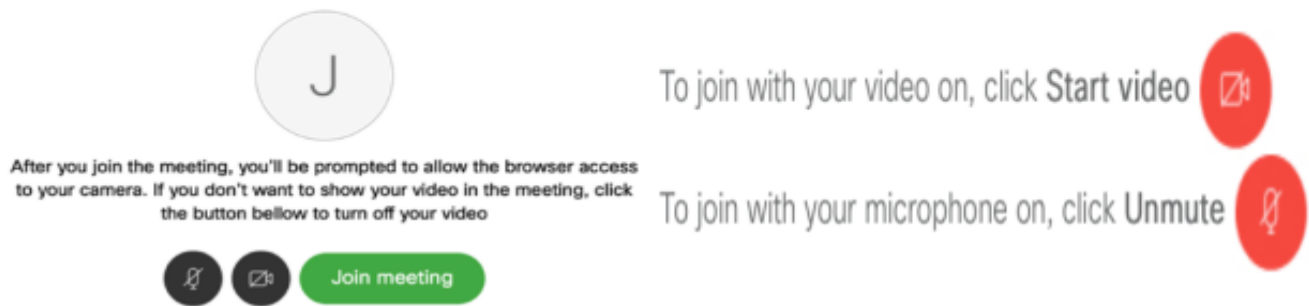 J
After you join the meeting, you'll be prompted to allow the browser access
to your camera. If you don't want to show your video in the meeting, click
the button bellow to turn off your video
Join meeting
To join with your video on, click Start video
To join with your microphone on, click Unmute